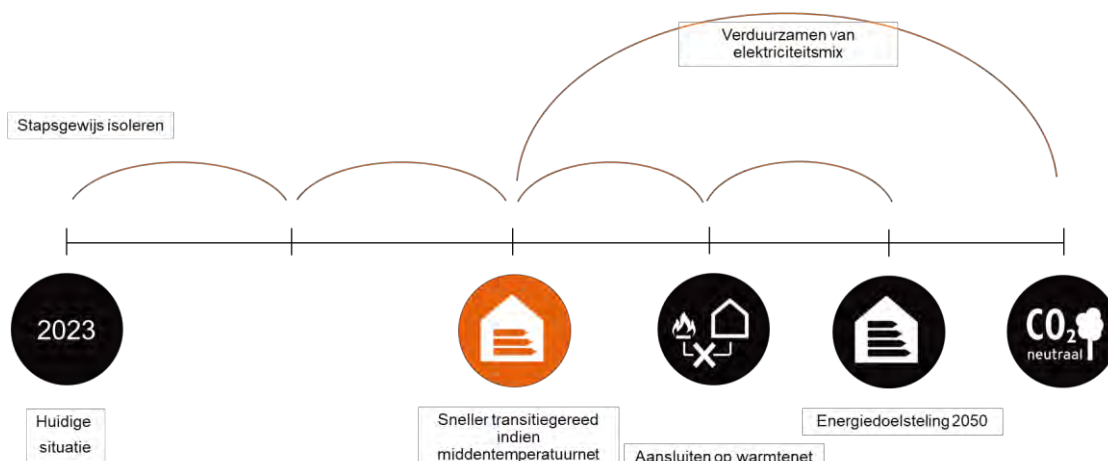 Verduurzamen van
elektriciteitsmix
Stapsgewijs isoleren
2023
CO2
neutraal
Huidige
situatie
Sneller transitiegereed
indien
middentemperatuurnet
Aansluiten op warmtenet
Energiedoelsteling 2050